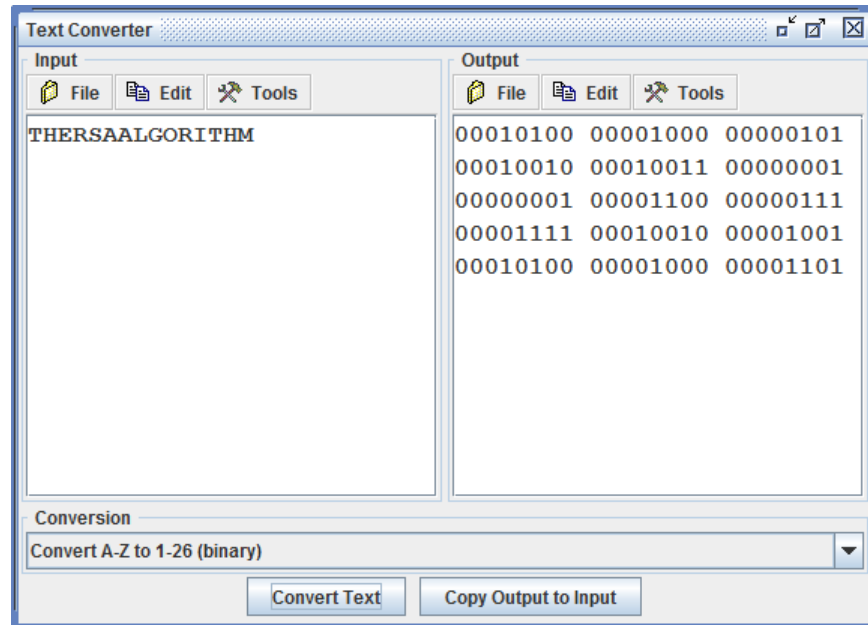 Text Converter
Input
File Edit Tools
THERSAALGORITHM
Output
File Edit Tools
00010100 00001000 00000101
00010010 00010011 00000001
00000001 00001100 00000111
00001111 00010010 00001001
00010100 00001000 00001101
Conversion
Convert A-Z to 1-26 (binary)
Convert Text Copy Output to Input